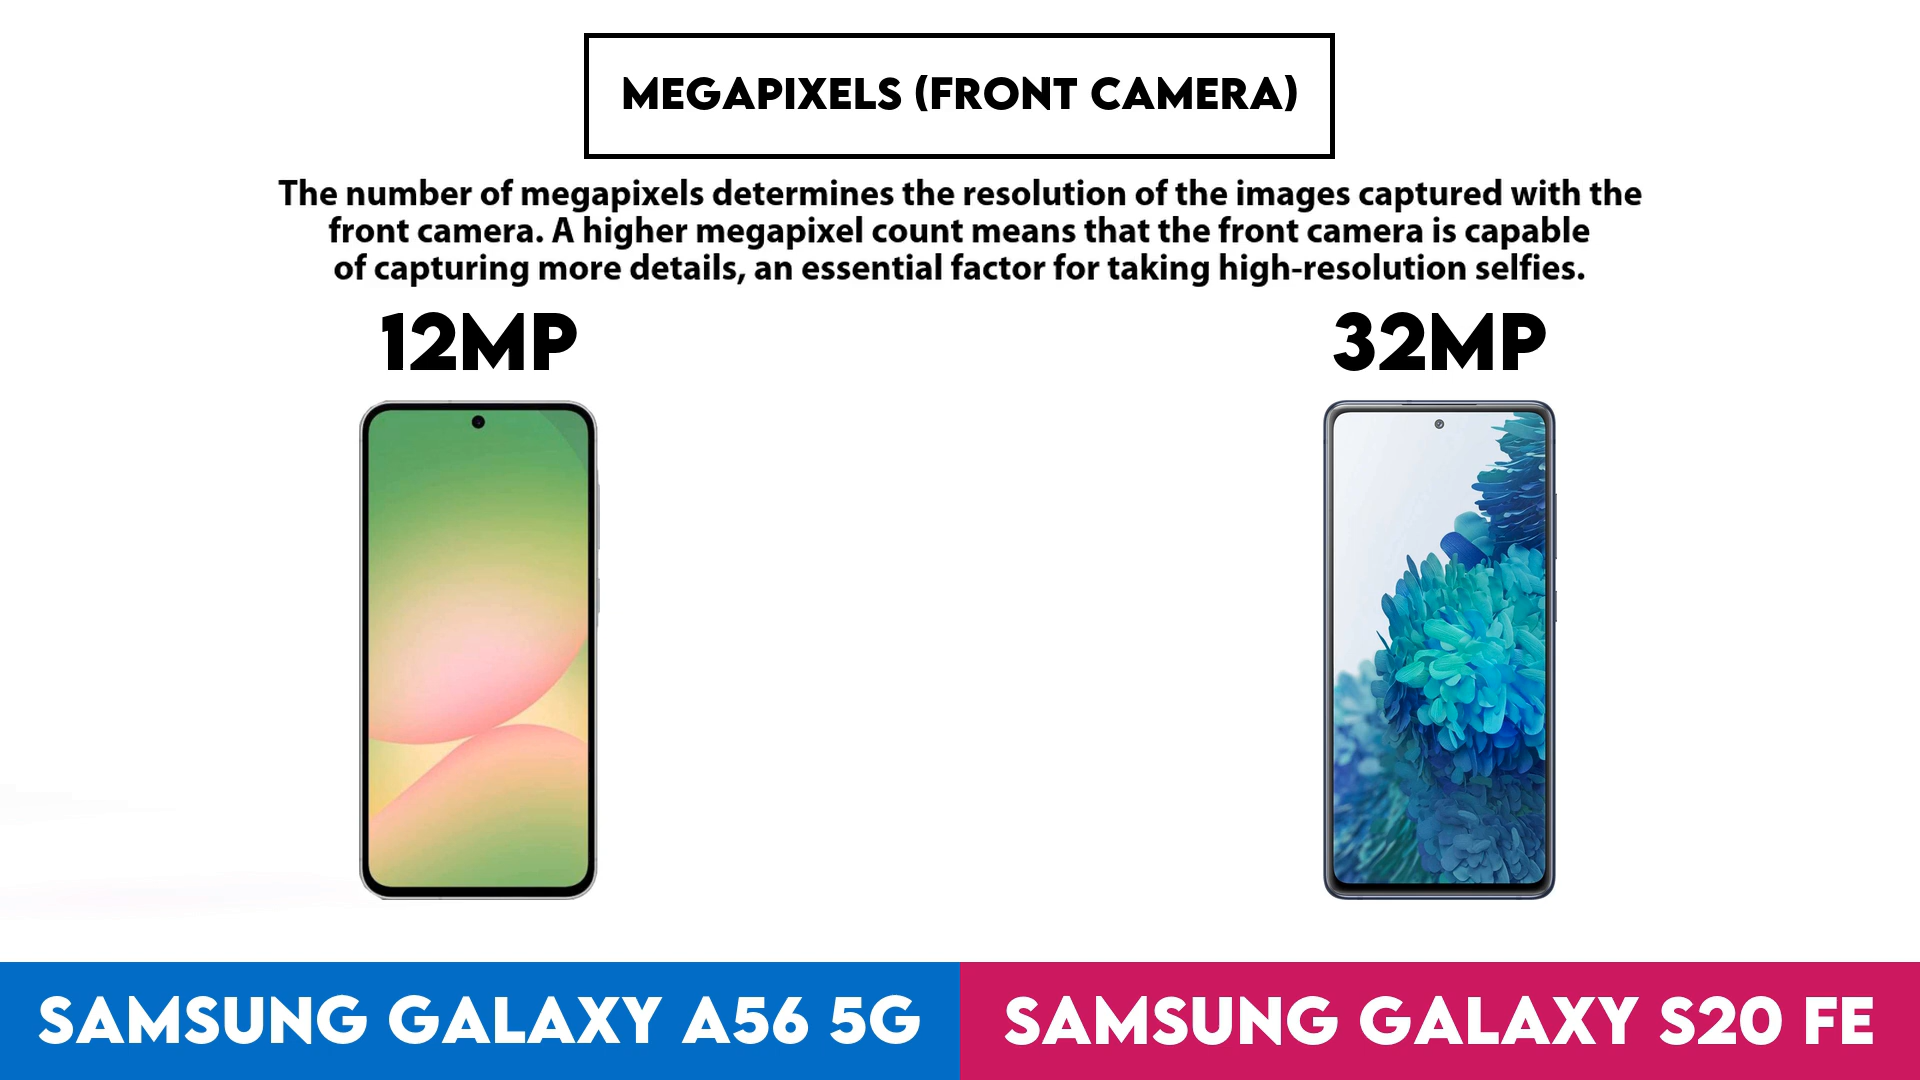 MEGAPIXELS (FRONT CAMERA)
The number of megapixels determines the resolution of the images captured with the
front camera. A higher megapixel count means that the front camera is capable
of capturing more details, an essential factor for taking high-resolution selfies.
12MP
32MP
SAMSUNG GALAXY A56 5G
SAMSUNG GALAXY S20 FE